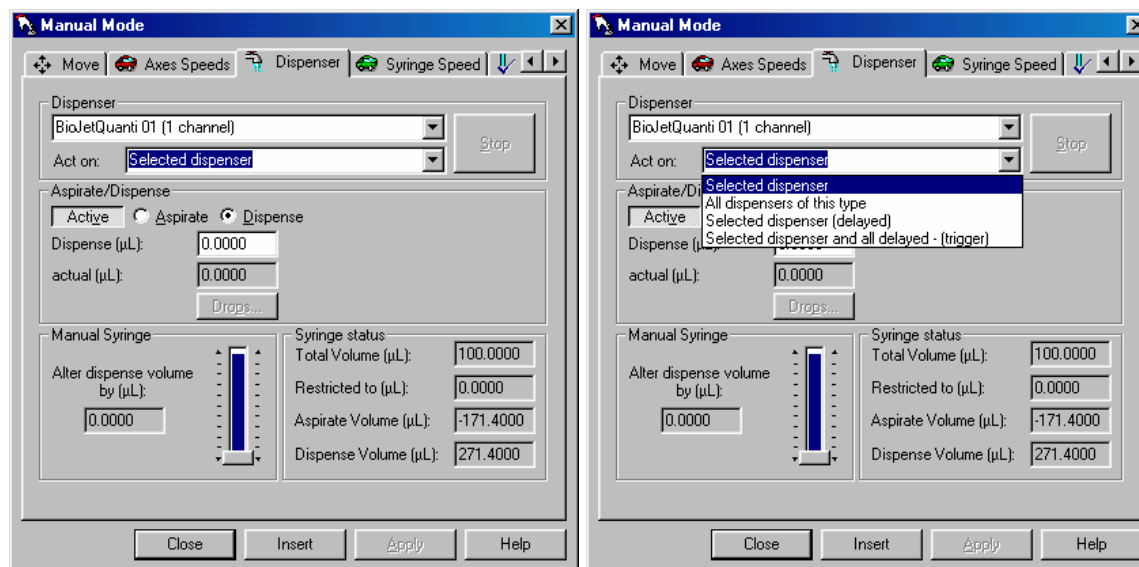 Manual Mode
Move Axes Speeds Dispenser Syringe Speed
Dispenser
BioJetQuanti 01 (1 channel)
Stop
Act on: Selected dispenser
Aspirate/Dispense
Active Aspirate Dispense
Dispense (µL): 0.0000
actual (µL): 0.0000
Drops...
Manual Syringe
Alter dispense volume
by (µL):
0.0000
Syringe status
Total Volume (µL): 100.0000
Restricted to (µL): 0.0000
Aspirate Volume (µL): -171.4000
Dispense Volume (µL): 271.4000
Close Insert Apply Help
Manual Mode
Move Axes Speeds Dispenser Syringe Speed
Dispenser
BioJetQuanti 01 (1 channel)
Stop
Act on: Selected dispenser
Selected dispenser
All dispensers of this type
Selected dispenser (delayed)
Selected dispenser and all delayed - (trigger)
Aspirate/Di
Active
Dispense (
actual (µL): 0.0000
Drops...
Manual Syringe
Alter dispense volume
by (µL):
0.0000
Syringe status
Total Volume (µL): 100.0000
Restricted to (µL): 0.0000
Aspirate Volume (µL): -171.4000
Dispense Volume (µL): 271.4000
Close Insert Apply Help